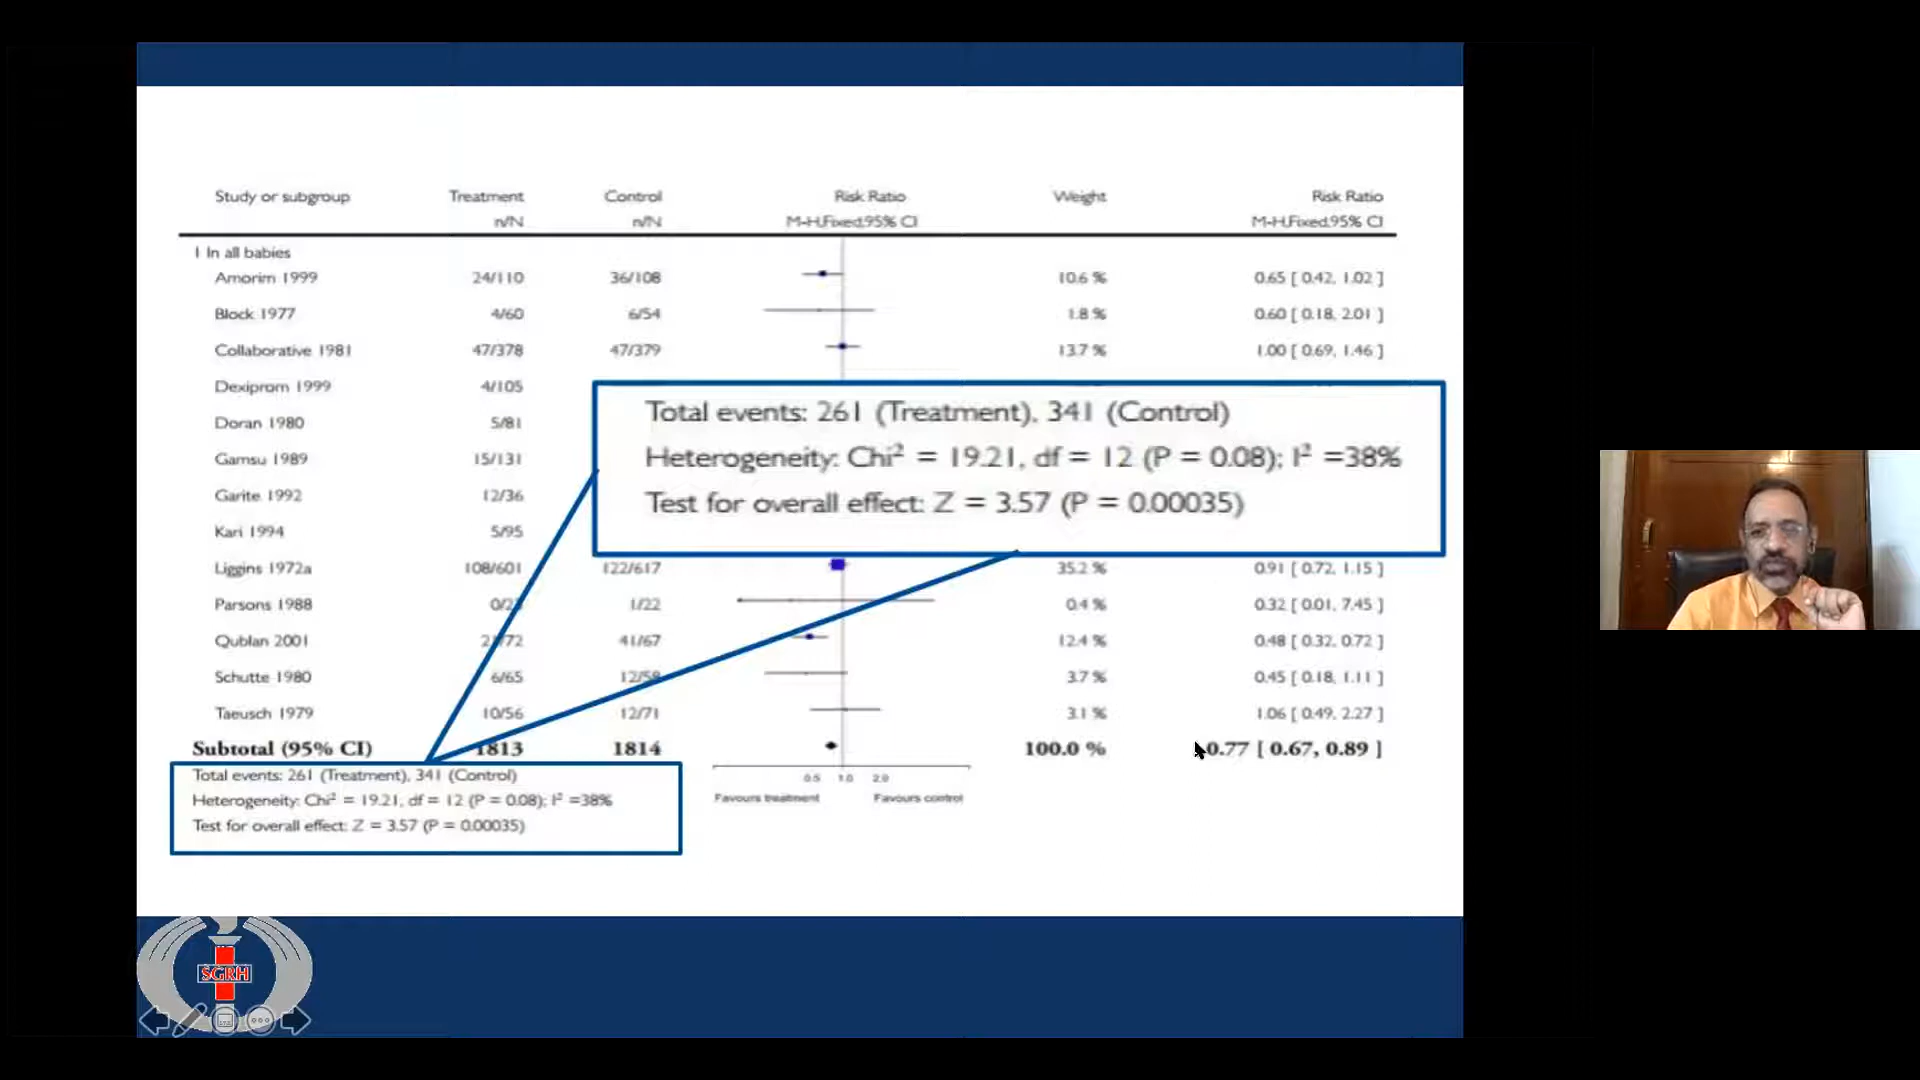 Study or subgroup Treatment Control Risk Ratio Weight Risk Ratio
n/N n/N M-H,Fixed,95% CI M-H,Fixed,95% CI
1 In all babies
Amorim 1999 24/110 36/108 10.6 % 0.65 [ 0.42, 1.02 ]
Block 1977 4/60 6/54 1.8 % 0.60 [ 0.18, 2.01 ]
Collaborative 1981 47/378 47/379 13.7 % 1.00 [ 0.69, 1.46 ]
Dexiprom 1999 4/105
Doran 1980 5/81
Gamsu 1989 15/131
Garite 1992 12/36
Kari 1994 5/95
Total events: 261 (Treatment), 341 (Control)
Heterogeneity: Chi² = 19.21, df = 12 (P = 0.08); I² =38%
Test for overall effect: Z = 3.57 (P = 0.00035)
Liggins 1972a 108/601 122/617 35.2 % 0.91 [ 0.72, 1.15 ]
Parsons 1988 1/22 0.4 % 0.32 [ 0.01, 7.45 ]
Qublan 2001 41/67 12.4 % 0.48 [ 0.32, 0.72 ]
Schutte 1980 6/65 12/58 3.7 % 0.45 [ 0.18, 1.11 ]
Taeusch 1979 10/56 12/71 3.1 % 1.06 [ 0.49, 2.27 ]
Subtotal (95% CI) 1813 1814 100.0 % 0.77 [ 0.67, 0.89 ]
Total events: 261 (Treatment), 341 (Control)
Heterogeneity: Chi² = 19.21, df = 12 (P = 0.08); I² =38%
Test for overall effect: Z = 3.57 (P = 0.00035)
0.5 1.0 2.0
Favours treatment Favours control
SGRH